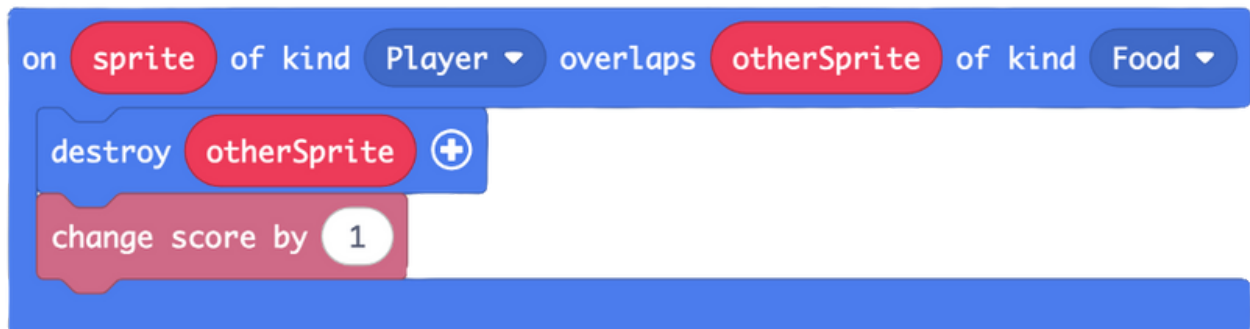 on sprite of kind Player overlaps otherSprite of kind Food
destroy otherSprite
change score by 1